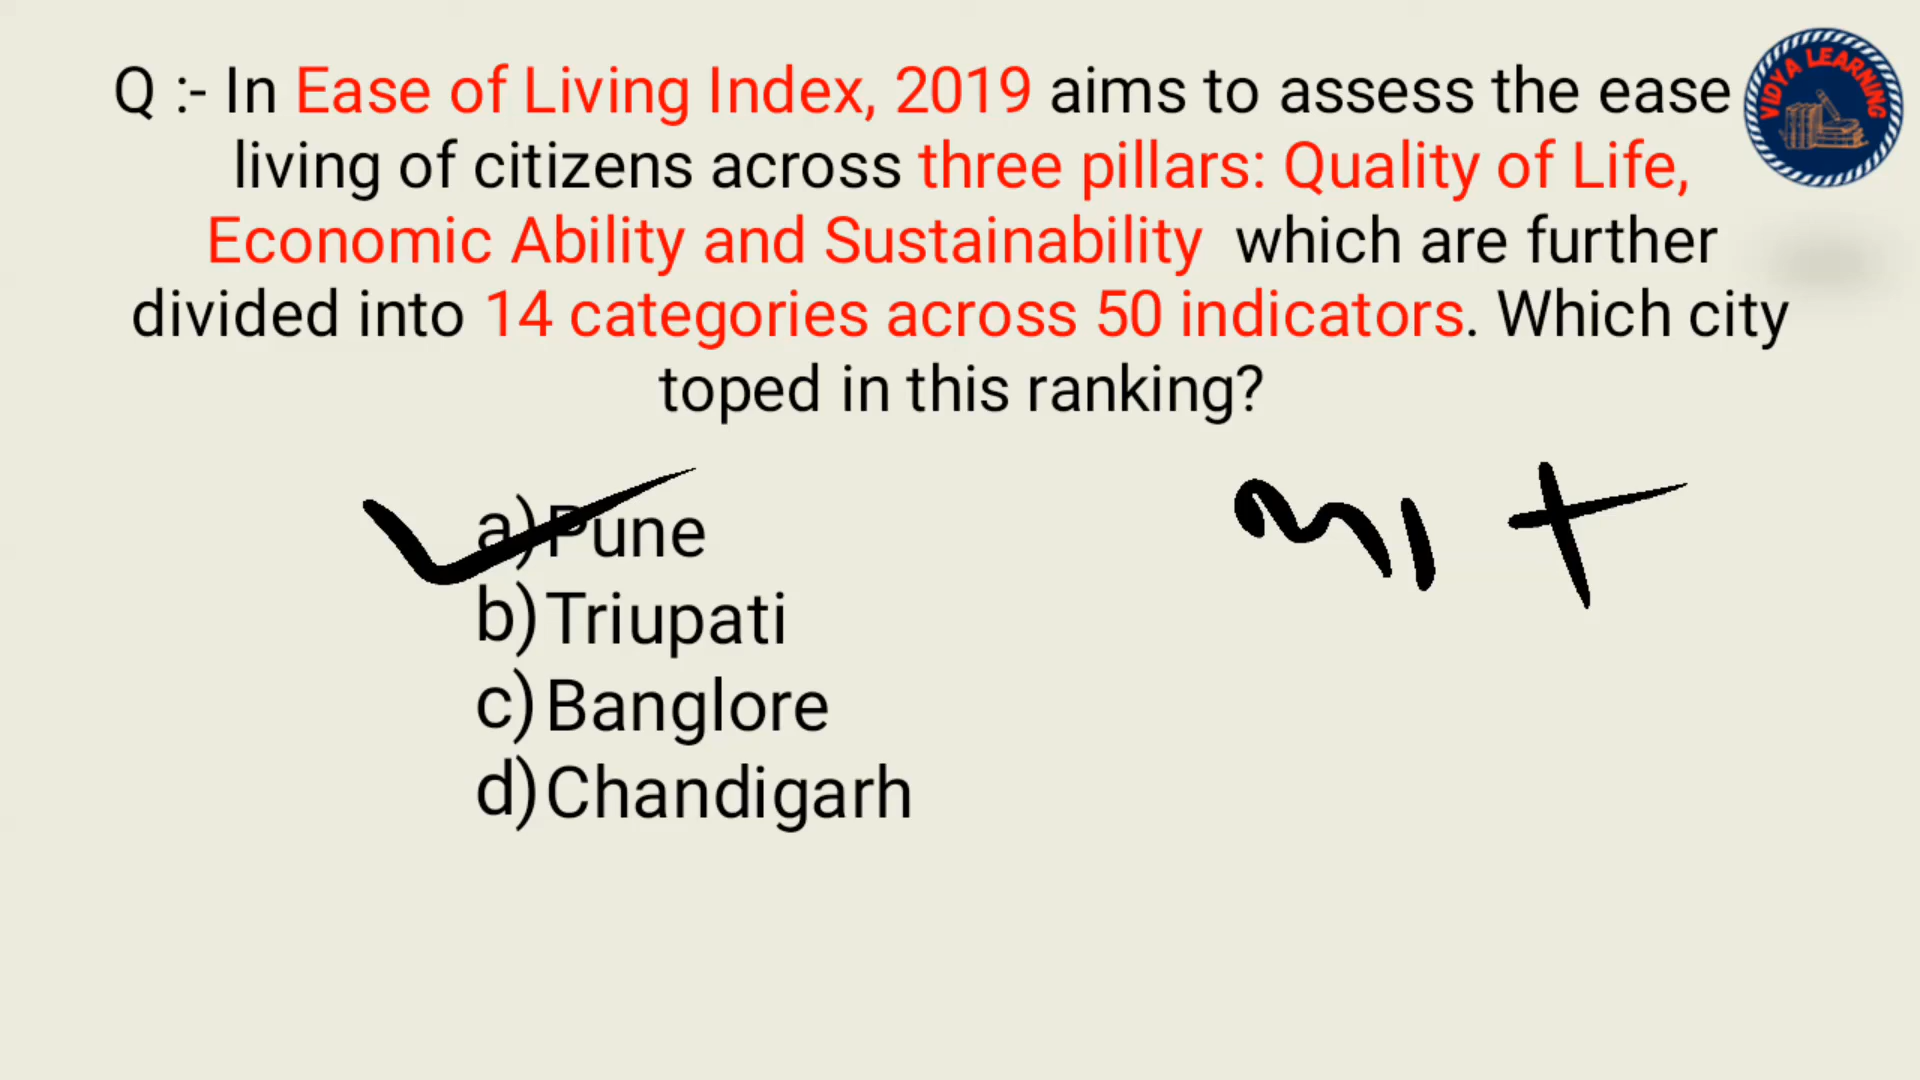 Q :- In Ease of Living Index, 2019 aims to assess the ease
living of citizens across three pillars: Quality of Life,
Economic Ability and Sustainability which are further
divided into 14 categories across 50 indicators. Which city
toped in this ranking?
a) Pune
b) Triupati
c) Banglore
d) Chandigarh
VIDYA LEARNING